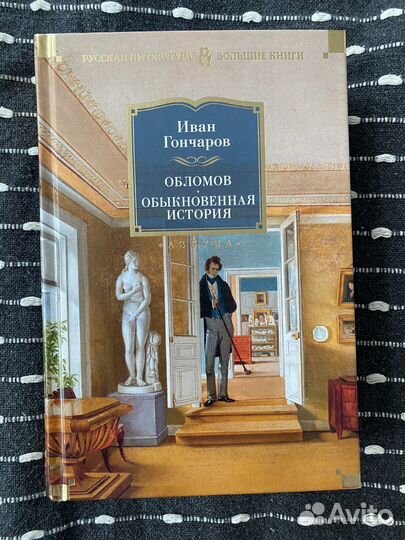 РУССКАЯ ЛИТЕРАТУРА БОЛЬШИЕ КНИГИ
Иван
Гончаров
ОБЛОМОВ
ОБЫКНОВЕННАЯ
ИСТОРИЯ
«АЗБУКА»
Avito